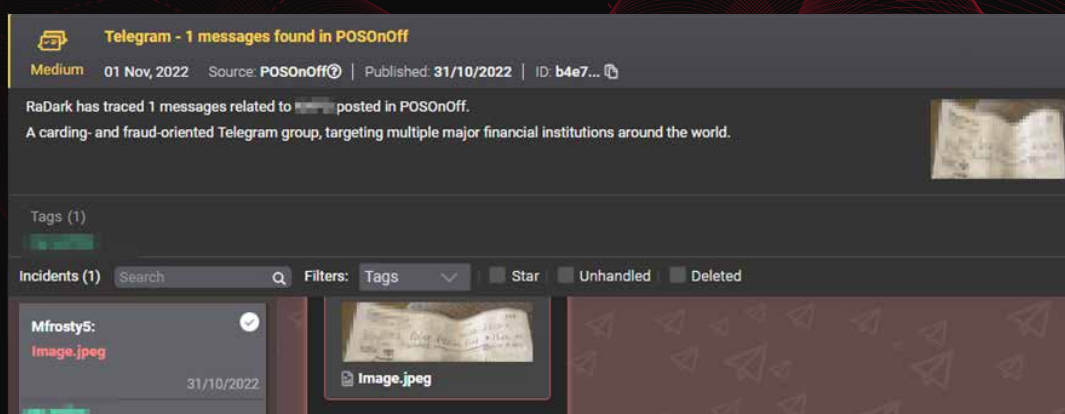 Telegram - 1 messages found in POSOnOff
Medium 01 Nov, 2022 Source: POSOnOff | Published: 31/10/2022 | ID: b4e7...
RaDark has traced 1 messages related to posted in POSOnOff.
A carding- and fraud-oriented Telegram group, targeting multiple major financial institutions around the world.
Tags (1)
Incidents (1) Search Filters: Tags Star Unhandled Deleted
Mfrosty5:
Image.jpeg
31/10/2022
Image.jpeg